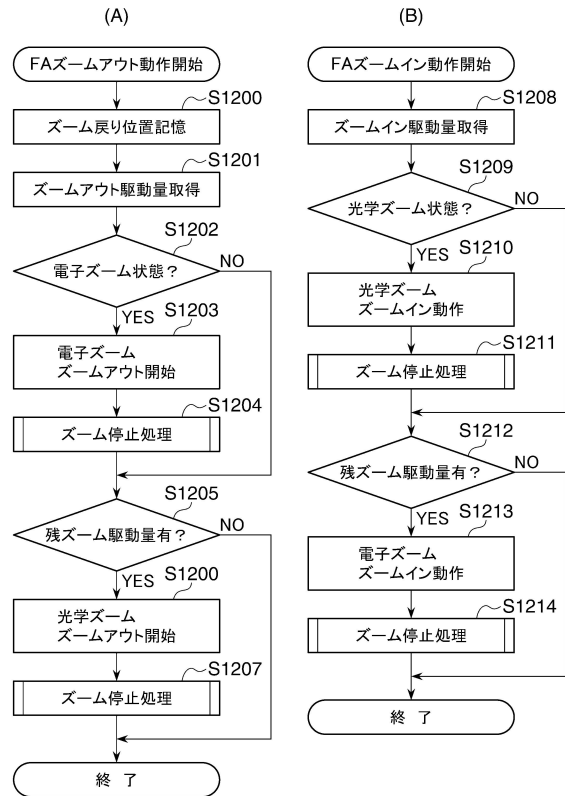 (A)
FAズームアウト動作開始
S1200
ズーム戻り位置記憶
S1201
ズームアウト駆動量取得
S1202
電子ズーム状態？
NO
YES
S1203
電子ズーム
ズームアウト開始
S1204
ズーム停止処理
S1205
残ズーム駆動量有？
NO
YES
S1200
光学ズーム
ズームアウト開始
S1207
ズーム停止処理
終 了
(B)
FAズームイン動作開始
S1208
ズームイン駆動量取得
S1209
光学ズーム状態？
NO
YES
S1210
光学ズーム
ズームイン動作
S1211
ズーム停止処理
S1212
残ズーム駆動量有？
NO
YES
S1213
電子ズーム
ズームイン動作
S1214
ズーム停止処理
終 了